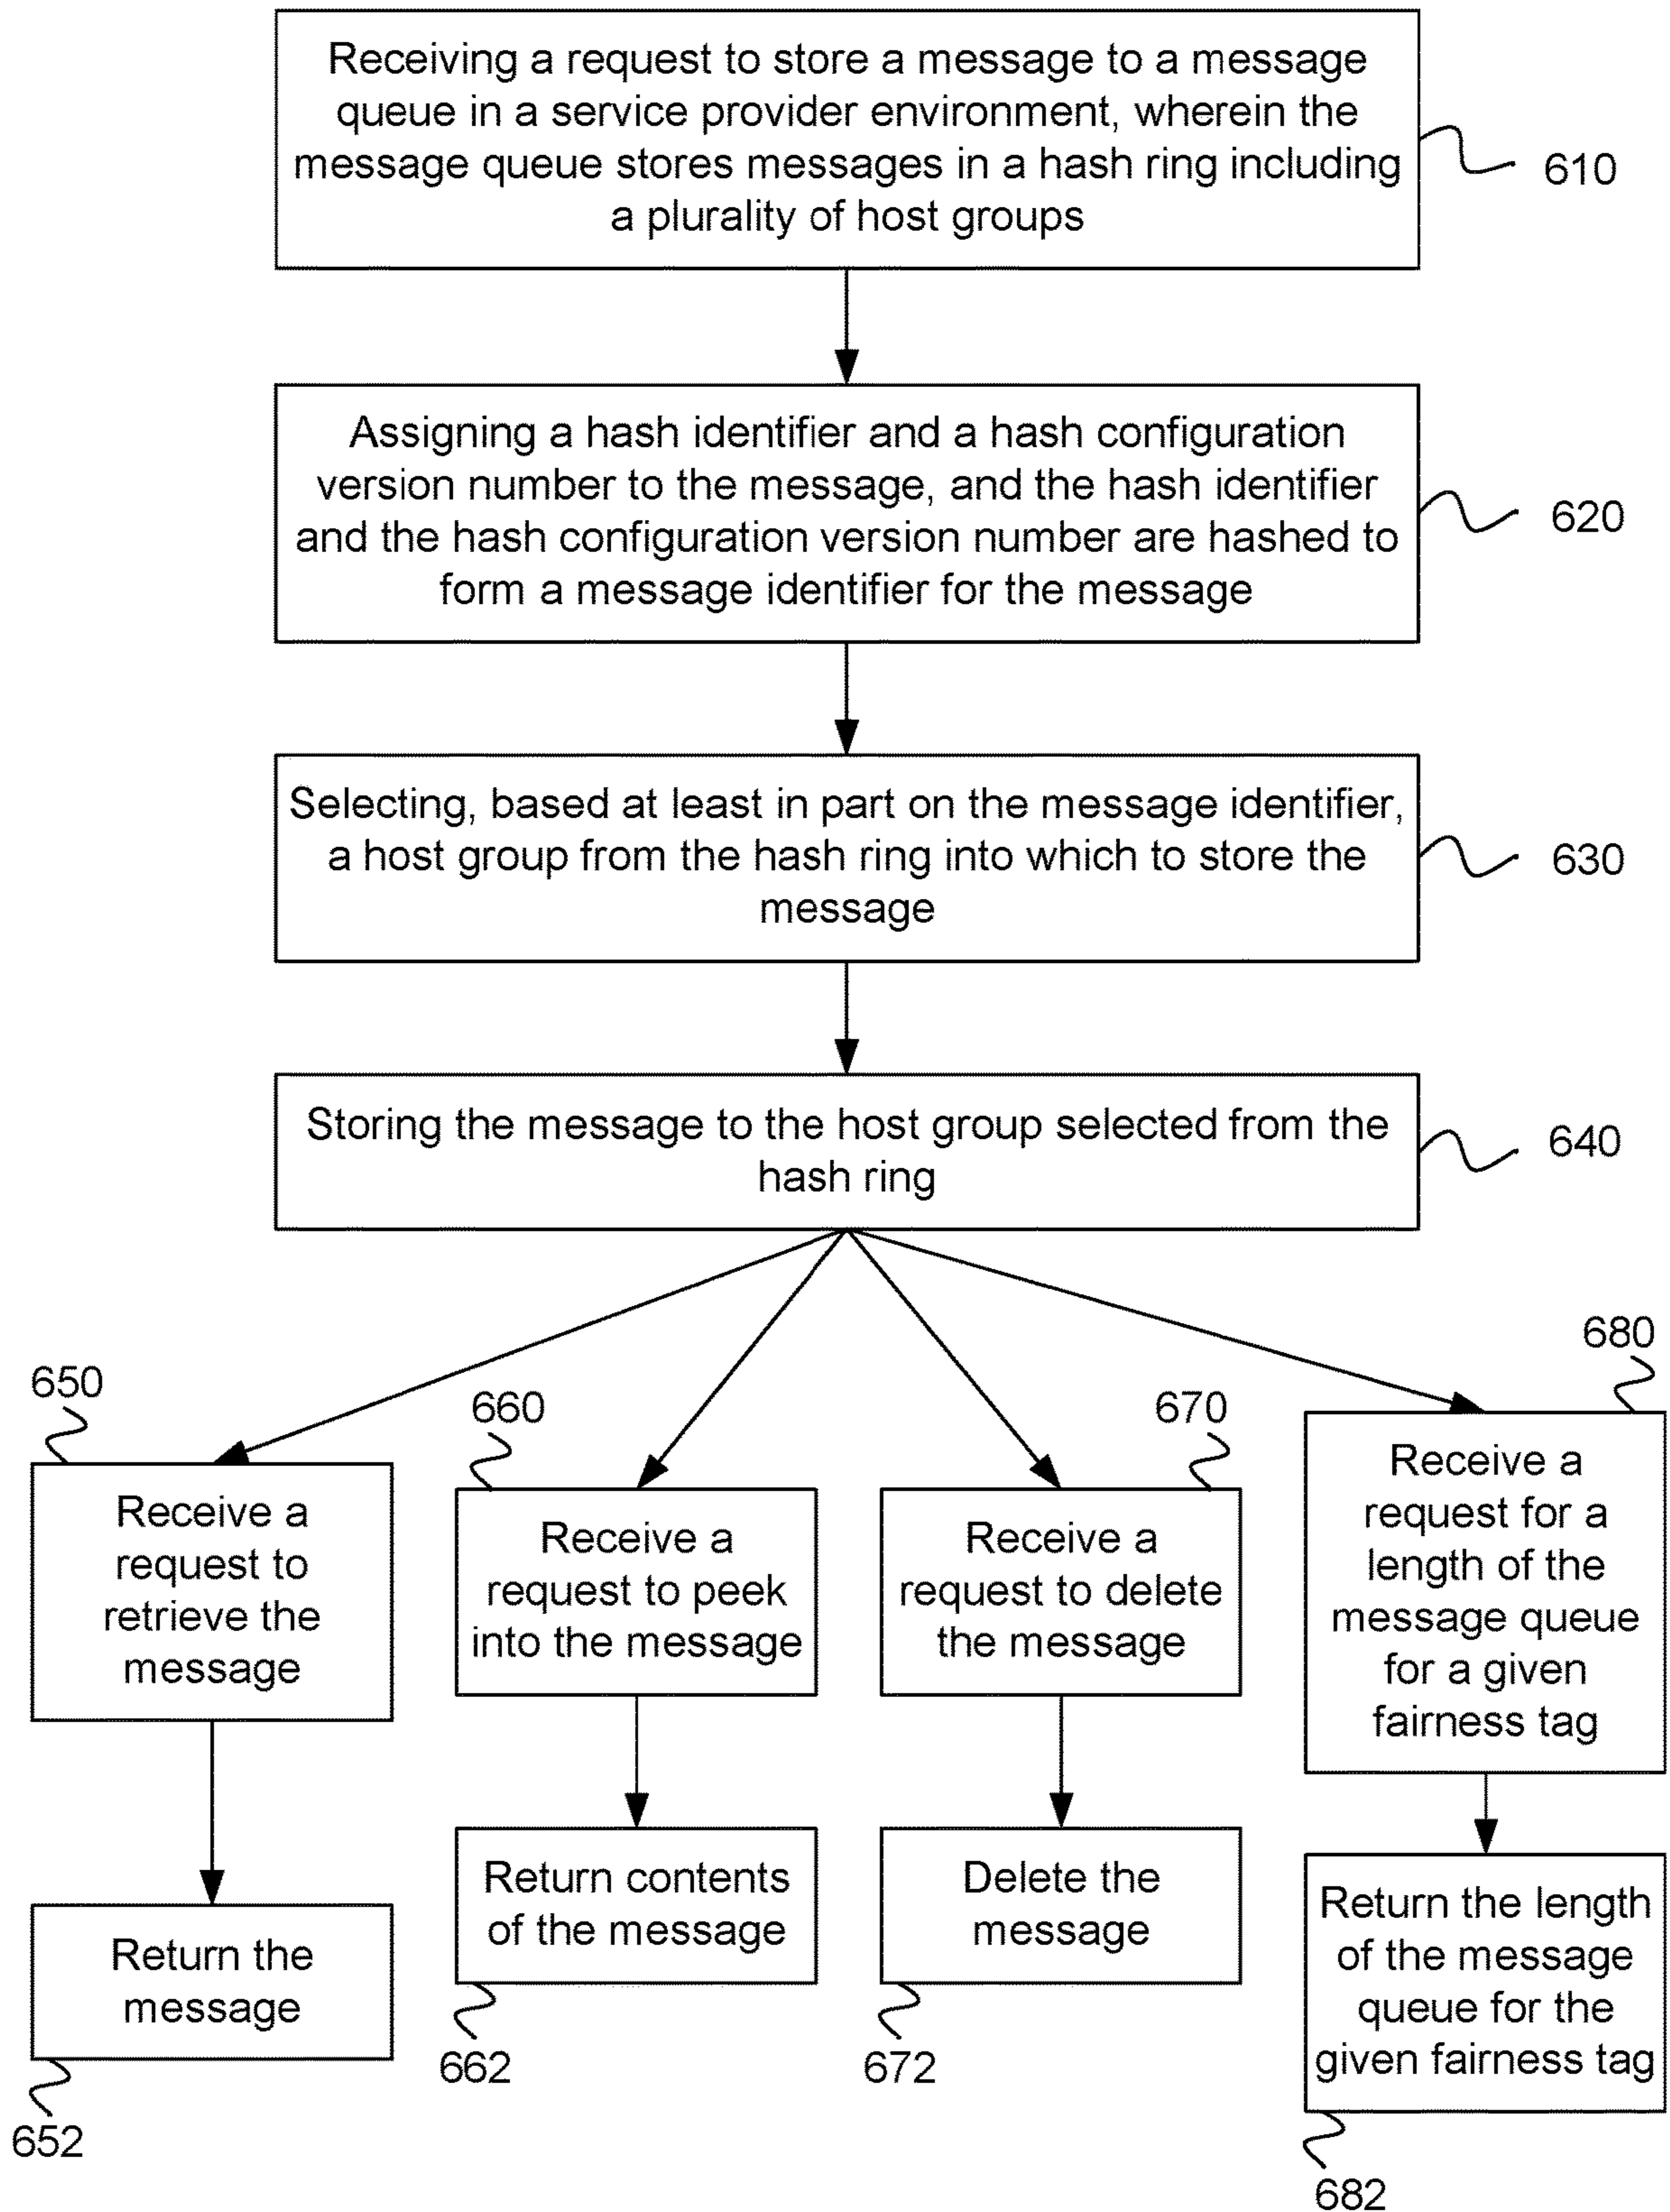 Receiving a request to store a message to a message
queue in a service provider environment, wherein the
message queue stores messages in a hash ring including
a plurality of host groups
610
Assigning a hash identifier and a hash configuration
version number to the message, and the hash identifier
and the hash configuration version number are hashed to
form a message identifier for the message
620
Selecting, based at least in part on the message identifier,
a host group from the hash ring into which to store the
message
630
Storing the message to the host group selected from the
hash ring
640
650
Receive a
request to
retrieve the
message
Return the
message
652
660
Receive a
request to peek
into the message
Return contents
of the message
662
670
Receive a
request to delete
the message
Delete the
message
672
680
Receive a
request for a
length of the
message queue
for a given
fairness tag
Return the length
of the message
queue for the
given fairness tag
682